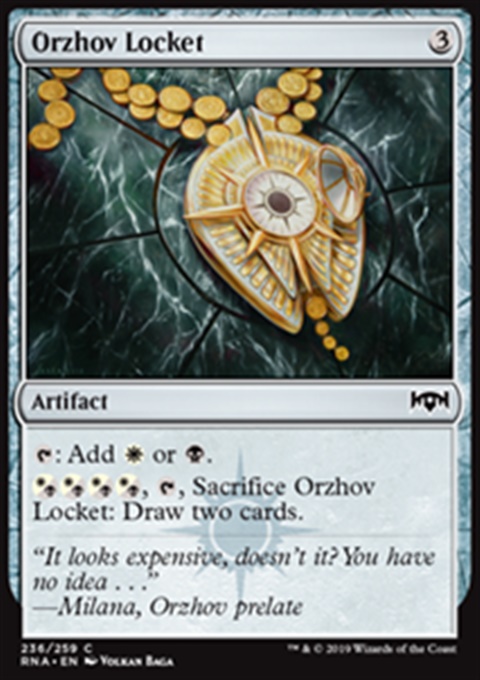 Orzhov Locket 3
Artifact
: Add or .
, , Sacrifice Orzhov
Locket: Draw two cards.
“It looks expensive, doesn’t it? You have
no idea . . .”
—Milana, Orzhov prelate
236/259 C
RNA • EN Volkan Baga
™ & © 2019 Wizards of the Coast